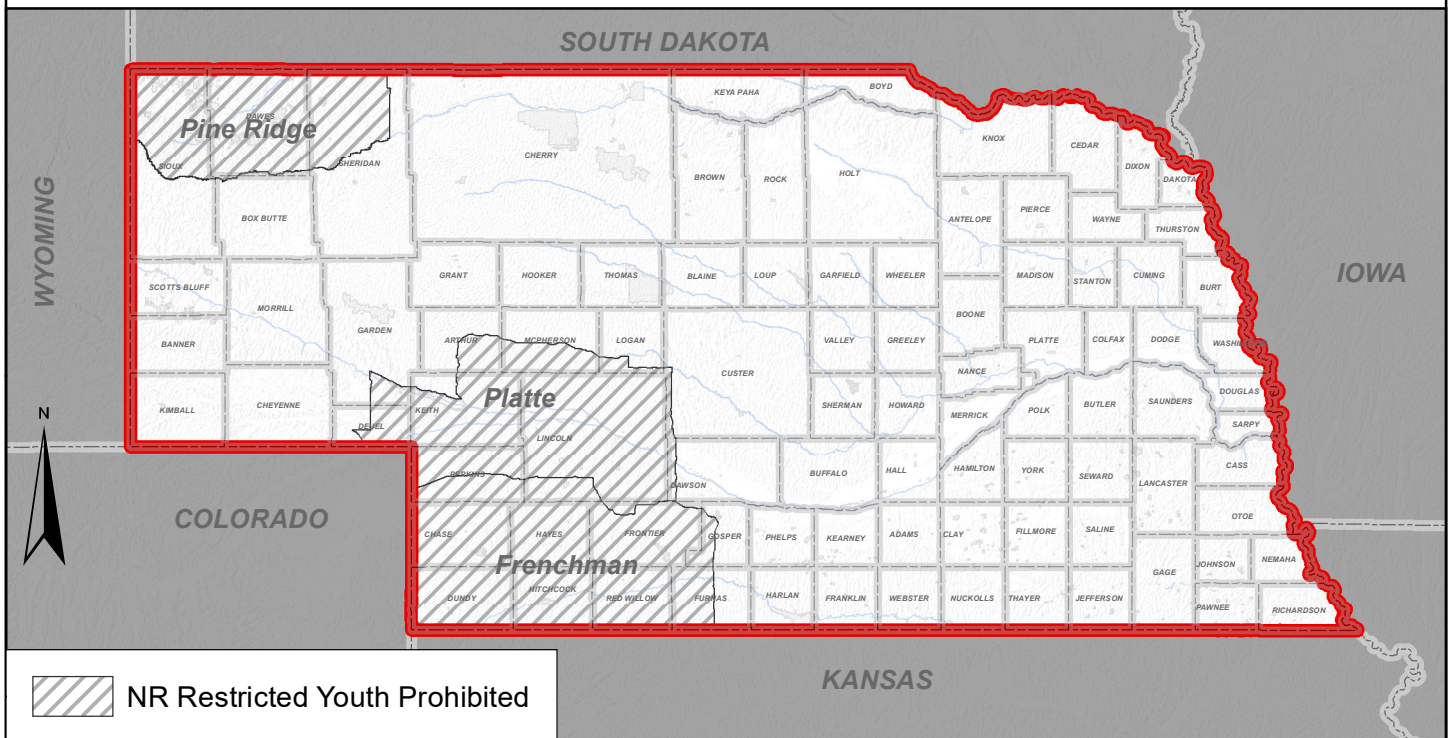 SOUTH DAKOTA
KEYA PAHA
BOYD
DAWES
Pine Ridge
SIOUX
SHERIDAN
CHERRY
BROWN
ROCK
HOLT
KNOX
CEDAR
DIXON
DAKOTA
WYOMING
BOX BUTTE
ANTELOPE
PIERCE
WAYNE
THURSTON
IOWA
SCOTTS BLUFF
MORRILL
GARDEN
GRANT
HOOKER
THOMAS
BLAINE
LOUP
GARFIELD
WHEELER
MADISON
STANTON
CUMING
BURT
BANNER
ARTHUR
MCPHERSON
LOGAN
CUSTER
VALLEY
GREELEY
BOONE
PLATTE
COLFAX
DODGE
NANCE
KIMBALL
CHEYENNE
DEUEL
KEITH
Platte
LINCOLN
SHERMAN
HOWARD
MERRICK
POLK
BUTLER
SAUNDERS
DOUGLAS
SARPY
N
PERKINS
DAWSON
BUFFALO
HALL
HAMILTON
YORK
SEWARD
LANCASTER
CASS
OTOE
COLORADO
CHASE
HAYES
FRONTIER
GOSPER
PHELPS
KEARNEY
ADAMS
CLAY
FILLMORE
SALINE
Frenchman
DUNDY
HITCHCOCK
RED WILLOW
FURNAS
HARLAN
FRANKLIN
WEBSTER
NUCKOLLS
THAYER
JEFFERSON
GAGE
JOHNSON
NEMAHA
PAWNEE
RICHARDSON
KANSAS
NR Restricted Youth Prohibited